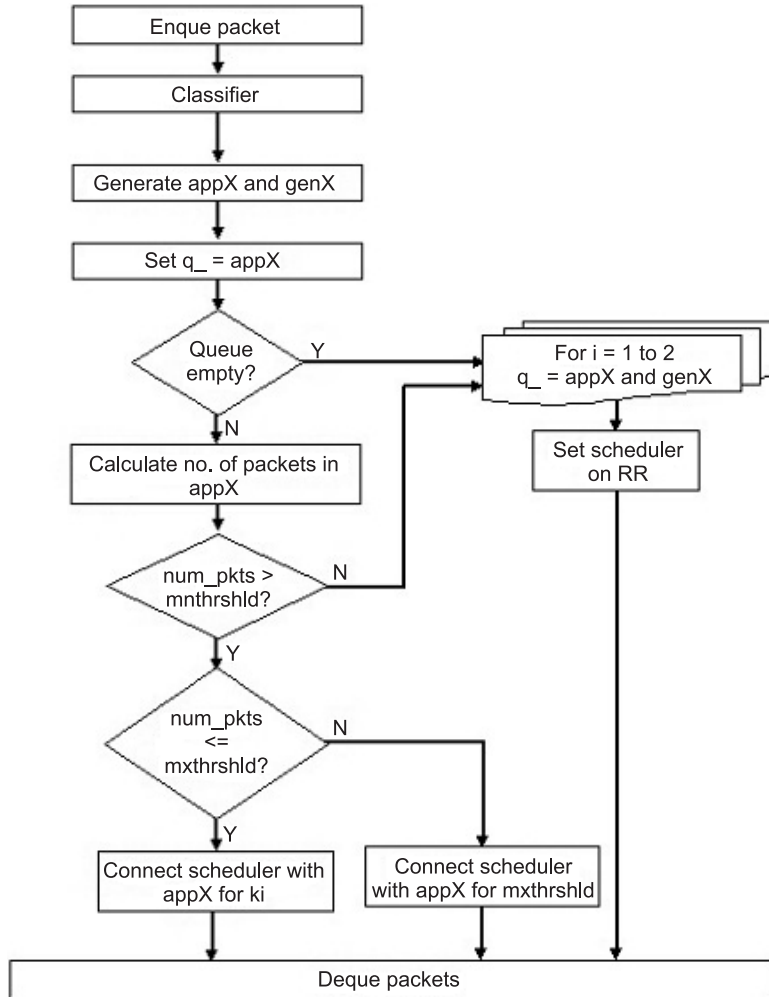 Enque packet
Classifier
Generate appX and genX
Set q_ = appX
Queue
empty?
Y
For i = 1 to 2
q_ = appX and genX
N
Calculate no. of packets in
appX
Set scheduler
on RR
num_pkts >
mnthrshld?
N
Y
num_pkts
<=
mxthrshld?
N
Y
Connect scheduler with
appX for ki
Connect scheduler
with appX for mxthrshld
Deque packets